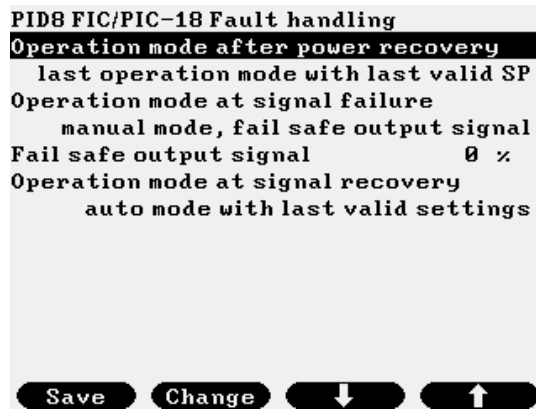 PID8 FIC/PIC-18 Fault handling
Operation mode after power recovery
last operation mode with last valid SP
Operation mode at signal failure
manual mode, fail safe output signal
Fail safe output signal 0 %
Operation mode at signal recovery
auto mode with last valid settings
Save Change ⬇ ⬆